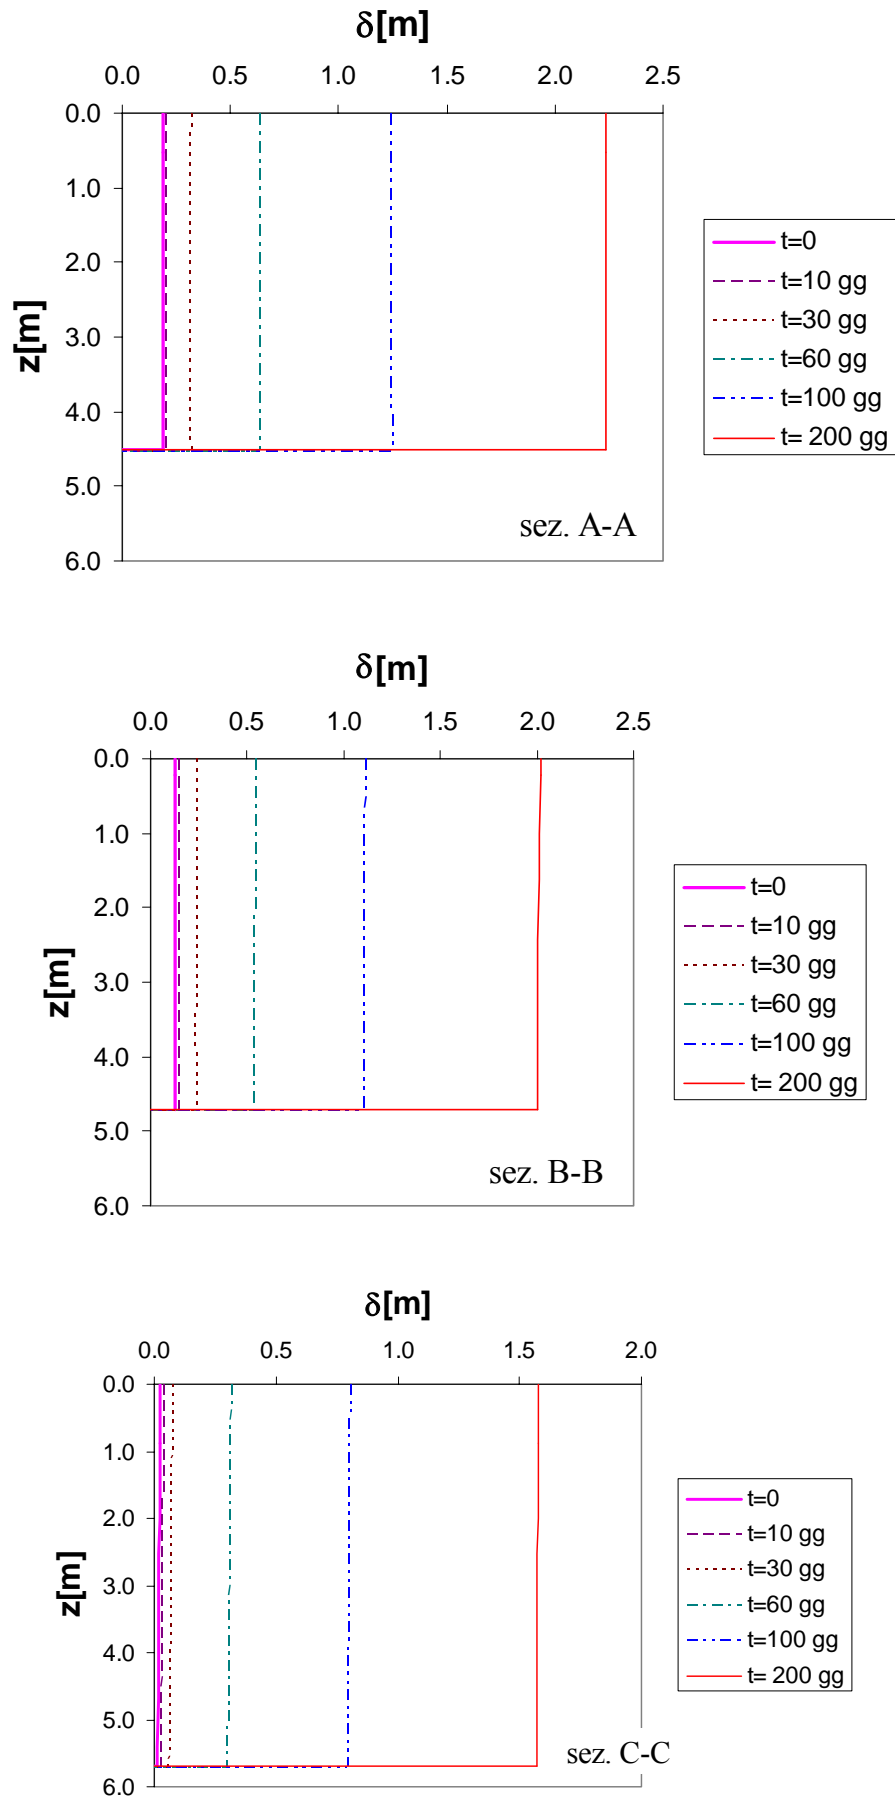 δ[m]
0.0 0.5 1.0 1.5 2.0 2.5
0.0
1.0
2.0
3.0
4.0
5.0
6.0
z[m]
t=0
t=10 gg
t=30 gg
t=60 gg
t=100 gg
t= 200 gg
sez. A-A
δ[m]
0.0 0.5 1.0 1.5 2.0 2.5
0.0
1.0
2.0
3.0
4.0
5.0
6.0
z[m]
t=0
t=10 gg
t=30 gg
t=60 gg
t=100 gg
t= 200 gg
sez. B-B
δ[m]
0.0 0.5 1.0 1.5 2.0
0.0
1.0
2.0
3.0
4.0
5.0
6.0
z[m]
t=0
t=10 gg
t=30 gg
t=60 gg
t=100 gg
t= 200 gg
sez. C-C